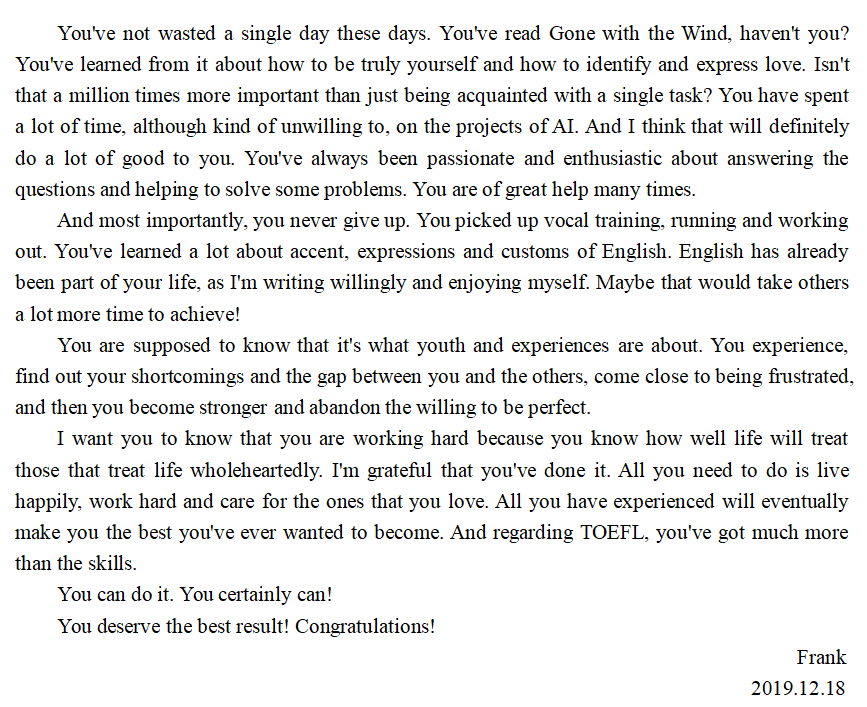 You've not wasted a single day these days. You've read Gone with the Wind, haven't you?
You've learned from it about how to be truly yourself and how to identify and express love. Isn't
that a million times more important than just being acquainted with a single task? You have spent
a lot of time, although kind of unwilling to, on the projects of AI. And I think that will definitely
do a lot of good to you. You've always been passionate and enthusiastic about answering the
questions and helping to solve some problems. You are of great help many times.
And most importantly, you never give up. You picked up vocal training, running and working
out. You've learned a lot about accent, expressions and customs of English. English has already
been part of your life, as I'm writing willingly and enjoying myself. Maybe that would take others
a lot more time to achieve!
You are supposed to know that it's what youth and experiences are about. You experience,
find out your shortcomings and the gap between you and the others, come close to being frustrated,
and then you become stronger and abandon the willing to be perfect.
I want you to know that you are working hard because you know how well life will treat
those that treat life wholeheartedly. I'm grateful that you've done it. All you need to do is live
happily, work hard and care for the ones that you love. All you have experienced will eventually
make you the best you've ever wanted to become. And regarding TOEFL, you've got much more
than the skills.
You can do it. You certainly can!
You deserve the best result! Congratulations!
Frank
2019.12.18